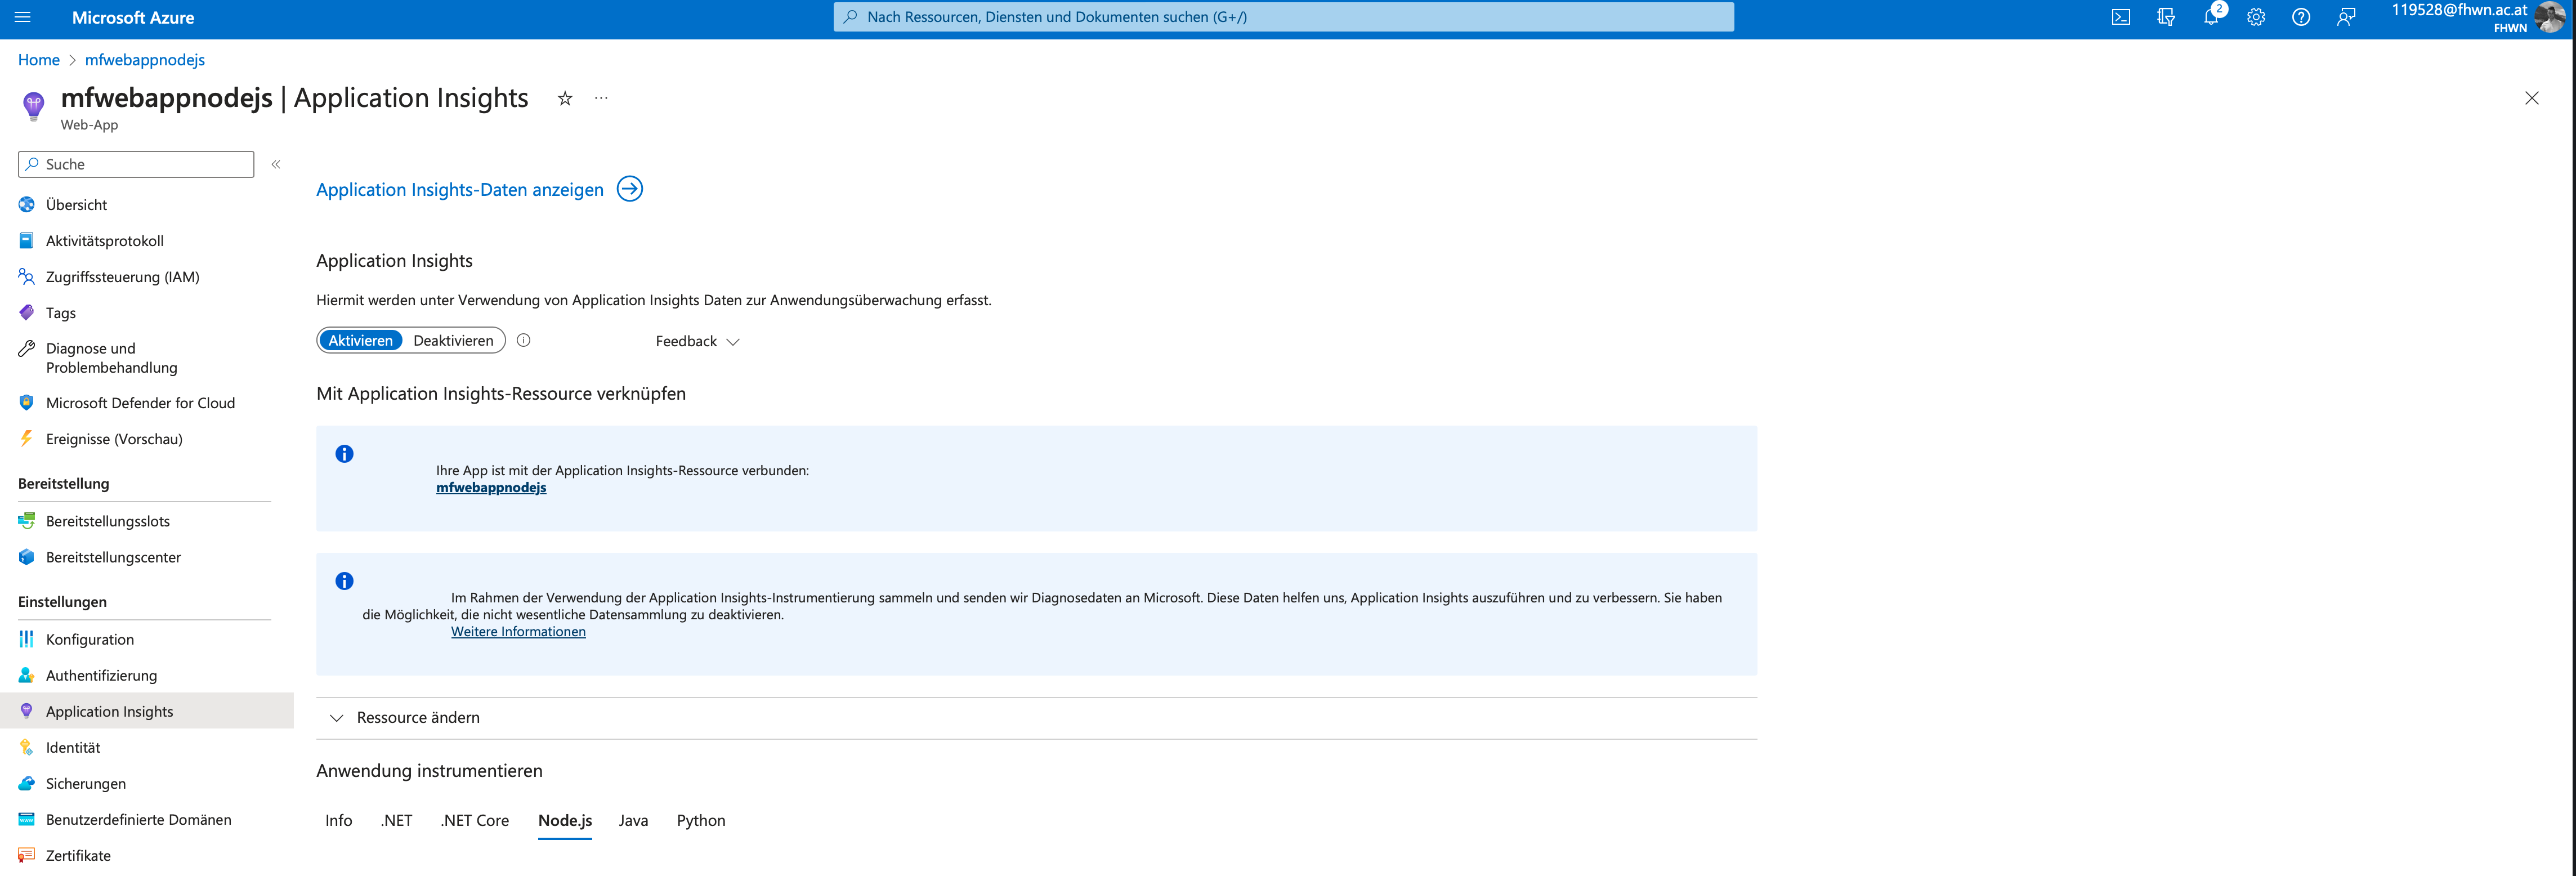 Microsoft Azure
Nach Ressourcen, Diensten und Dokumenten suchen (G+/)
2
119528@fhwn.ac.at
FHWN
Home > mfwebappnodejs
mfwebappnodejs | Application Insights
Web-App
Suche
Übersicht
Aktivitätsprotokoll
Zugriffssteuerung (IAM)
Tags
Diagnose und
Problembehandlung
Microsoft Defender for Cloud
Ereignisse (Vorschau)
Bereitstellung
Bereitstellungsslots
Bereitstellungscenter
Einstellungen
Konfiguration
Authentifizierung
Application Insights
Identität
Sicherungen
Benutzerdefinierte Domänen
Zertifikate
Application Insights-Daten anzeigen
Application Insights
Hiermit werden unter Verwendung von Application Insights Daten zur Anwendungsüberwachung erfasst.
Aktivieren Deaktivieren Feedback
Mit Application Insights-Ressource verknüpfen
Ihre App ist mit der Application Insights-Ressource verbunden:
mfwebappnodejs
Im Rahmen der Verwendung der Application Insights-Instrumentierung sammeln und senden wir Diagnosedaten an Microsoft. Diese Daten helfen uns, Application Insights auszuführen und zu verbessern. Sie haben
die Möglichkeit, die nicht wesentliche Datensammlung zu deaktivieren.
Weitere Informationen
Ressource ändern
Anwendung instrumentieren
Info .NET .NET Core Node.js Java Python